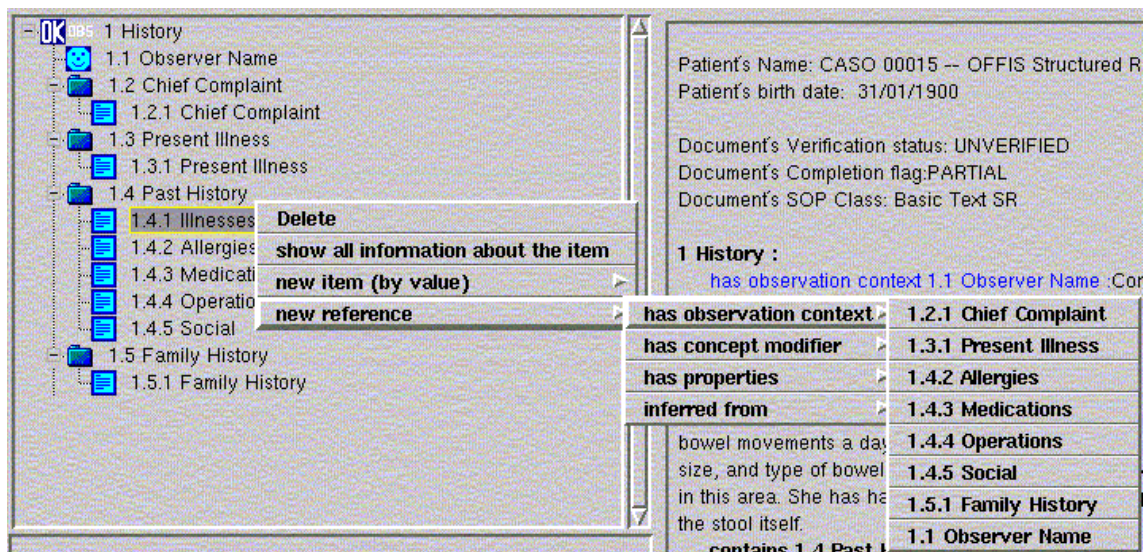 OK OBS 1 History
1.1 Observer Name
1.2 Chief Complaint
1.2.1 Chief Complaint
1.3 Present Illness
1.3.1 Present Illness
1.4 Past History
1.4.1 Illnesses
1.4.2 Allergies
1.4.3 Medicati
1.4.4 Operatio
1.4.5 Social
1.5 Family History
1.5.1 Family History
Delete
show all information about the item
new item (by value)
new reference
has observation context
has concept modifier
has properties
inferred from
1.2.1 Chief Complaint
1.3.1 Present Illness
1.4.2 Allergies
1.4.3 Medications
1.4.4 Operations
1.4.5 Social
1.5.1 Family History
1.1 Observer Name
Patient's Name: CASO 00015 -- OFFIS Structured R
Patient's birth date: 31/01/1900
Document's Verification status: UNVERIFIED
Document's Completion flag:PARTIAL
Document's SOP Class: Basic Text SR
1 History :
has observation context 1.1 Observer Name :Cor
bowel movements a day
size, and type of bowel
in this area. She has ha
the stool itself.
contains 1.4 Past H